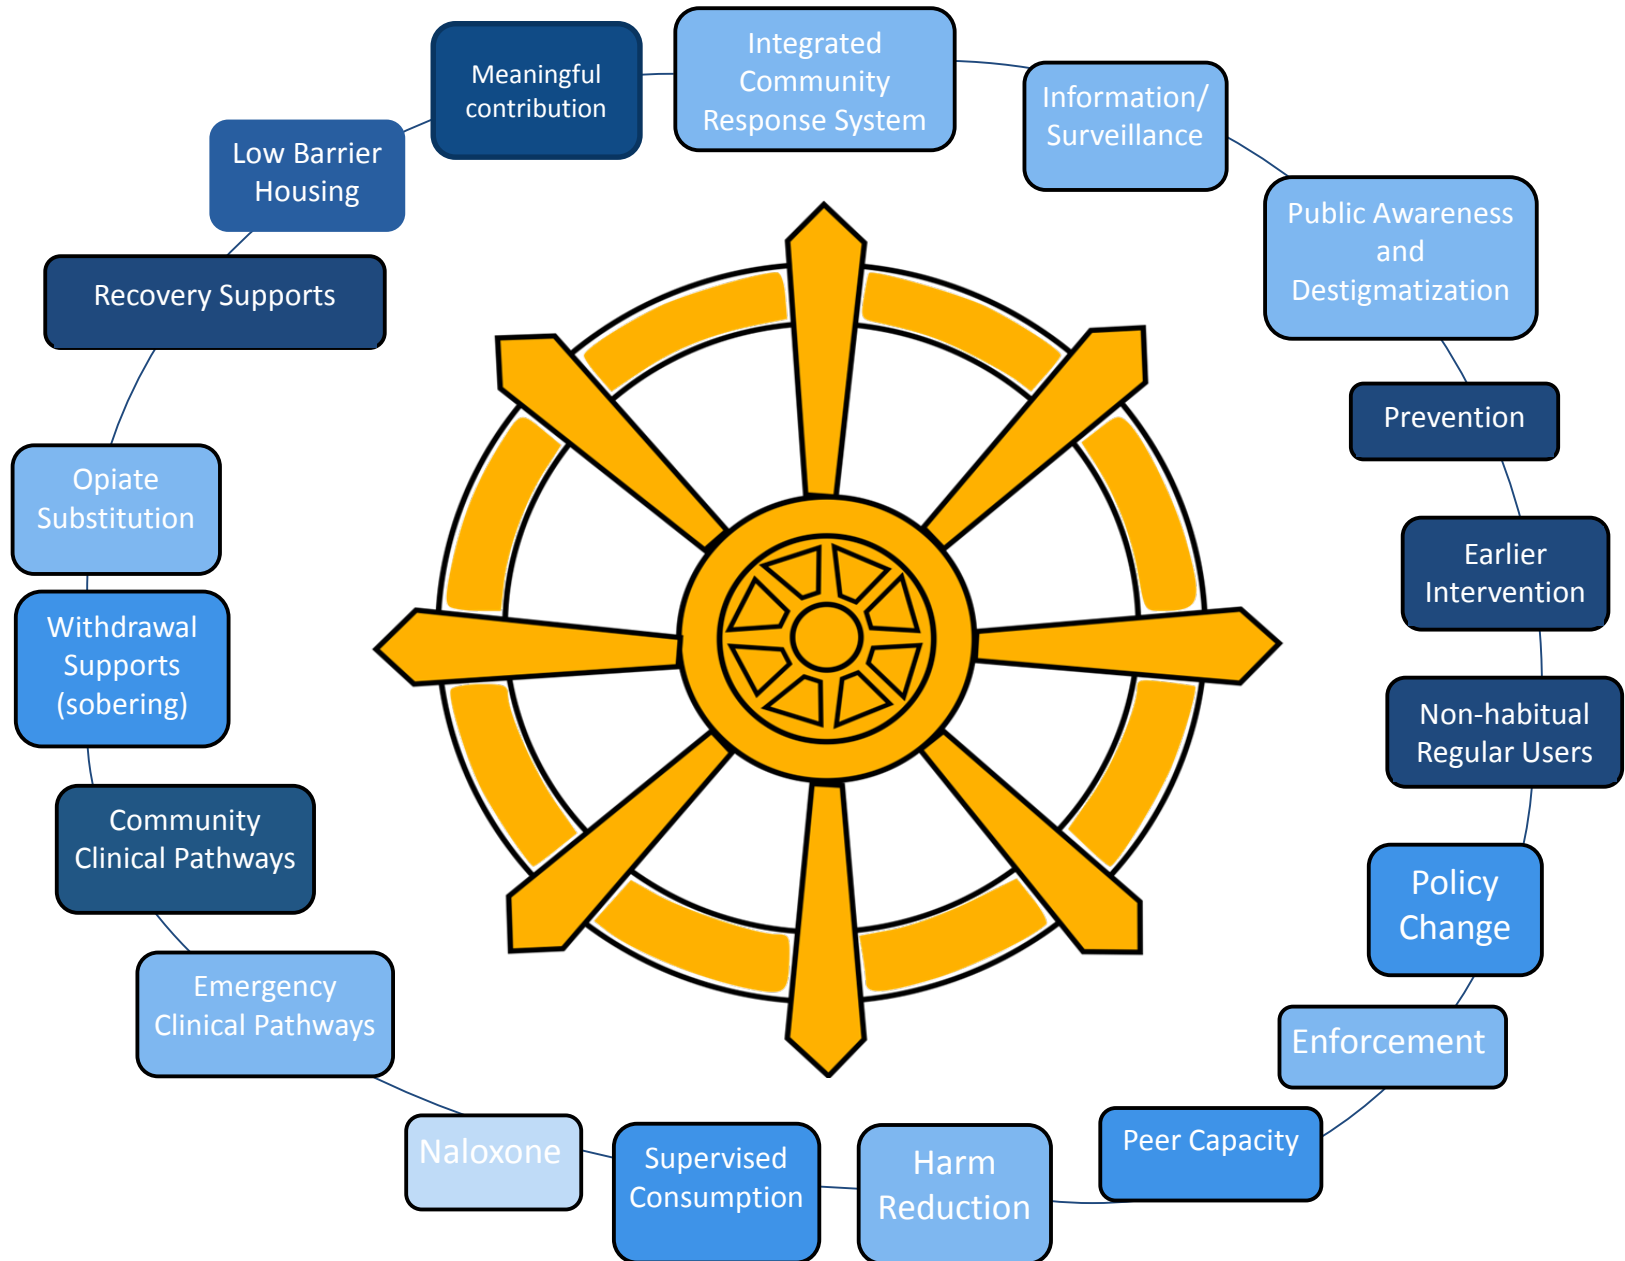 Integrated
Community
Response System
Information/
Surveillance
Public Awareness
and
Destigmatization
Prevention
Earlier
Intervention
Non-habitual
Regular Users
Policy
Change
Enforcement
Peer Capacity
Harm
Reduction
Supervised
Consumption
Naloxone
Emergency
Clinical Pathways
Community
Clinical Pathways
Withdrawal
Supports
(sobering)
Opiate
Substitution
Recovery Supports
Low Barrier
Housing
Meaningful
contribution